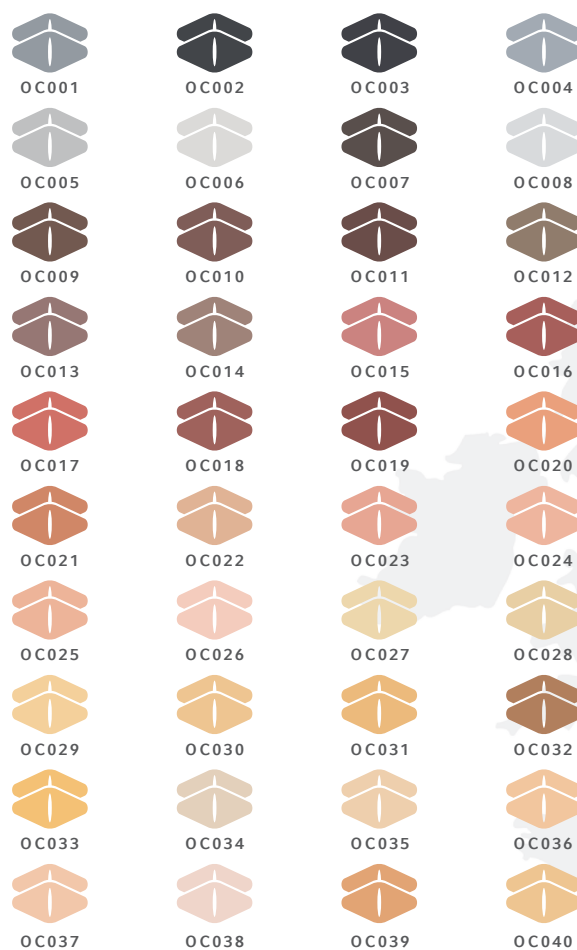 OC001 OC002 OC003 OC004
OC005 OC006 OC007 OC008
OC009 OC010 OC011 OC012
OC013 OC014 OC015 OC016
OC017 OC018 OC019 OC020
OC021 OC022 OC023 OC024
OC025 OC026 OC027 OC028
OC029 OC030 OC031 OC032
OC033 OC034 OC035 OC036
OC037 OC038 OC039 OC040